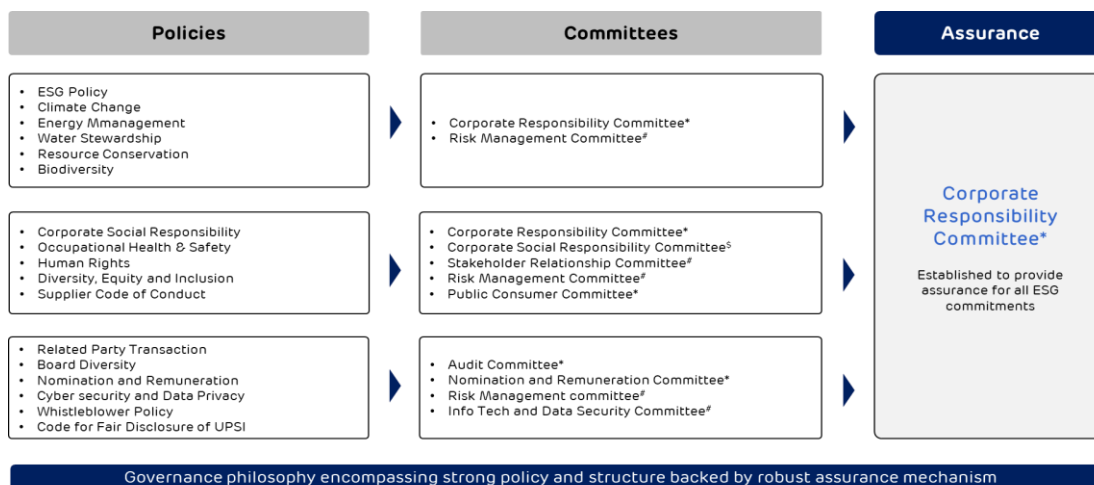 Policies
Committees
Assurance
• ESG Policy
• Climate Change
• Energy Mmanagement
• Water Stewardship
• Resource Conservation
• Biodiversity
• Corporate Responsibility Committee*
• Risk Management Committee#
• Corporate Social Responsibility
• Occupational Health & Safety
• Human Rights
• Diversity, Equity and Inclusion
• Supplier Code of Conduct
• Corporate Responsibility Committee*
• Corporate Social Responsibility Committee$
• Stakeholder Relationship Committee#
• Risk Management Committee#
• Public Consumer Committee*
• Related Party Transaction
• Board Diversity
• Nomination and Remuneration
• Cyber security and Data Privacy
• Whistleblower Policy
• Code for Fair Disclosure of UPSI
• Audit Committee*
• Nomination and Remuneration Committee*
• Risk Management committee#
• Info Tech and Data Security Committee#
Corporate
Responsibility
Committee*
Established to provide
assurance for all ESG
commitments
Governance philosophy encompassing strong policy and structure backed by robust assurance mechanism